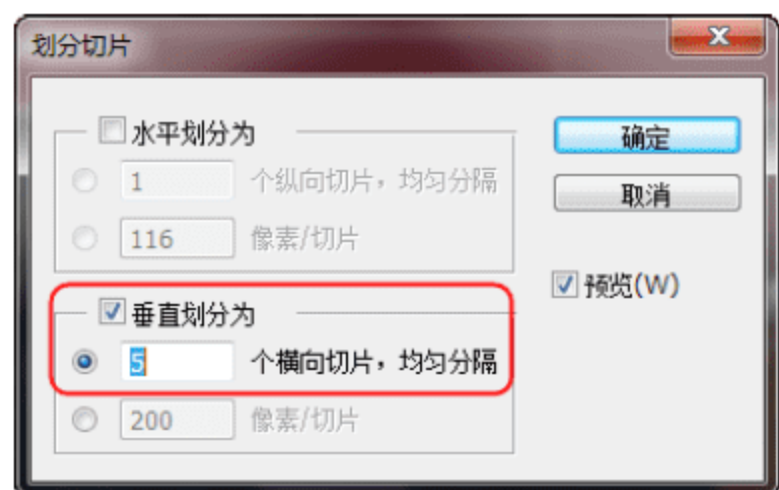 划分切片
水平划分为
1 个纵向切片，均匀分隔
116 像素/切片
垂直划分为
5 个横向切片，均匀分隔
200 像素/切片
确定
取消
预览(W)